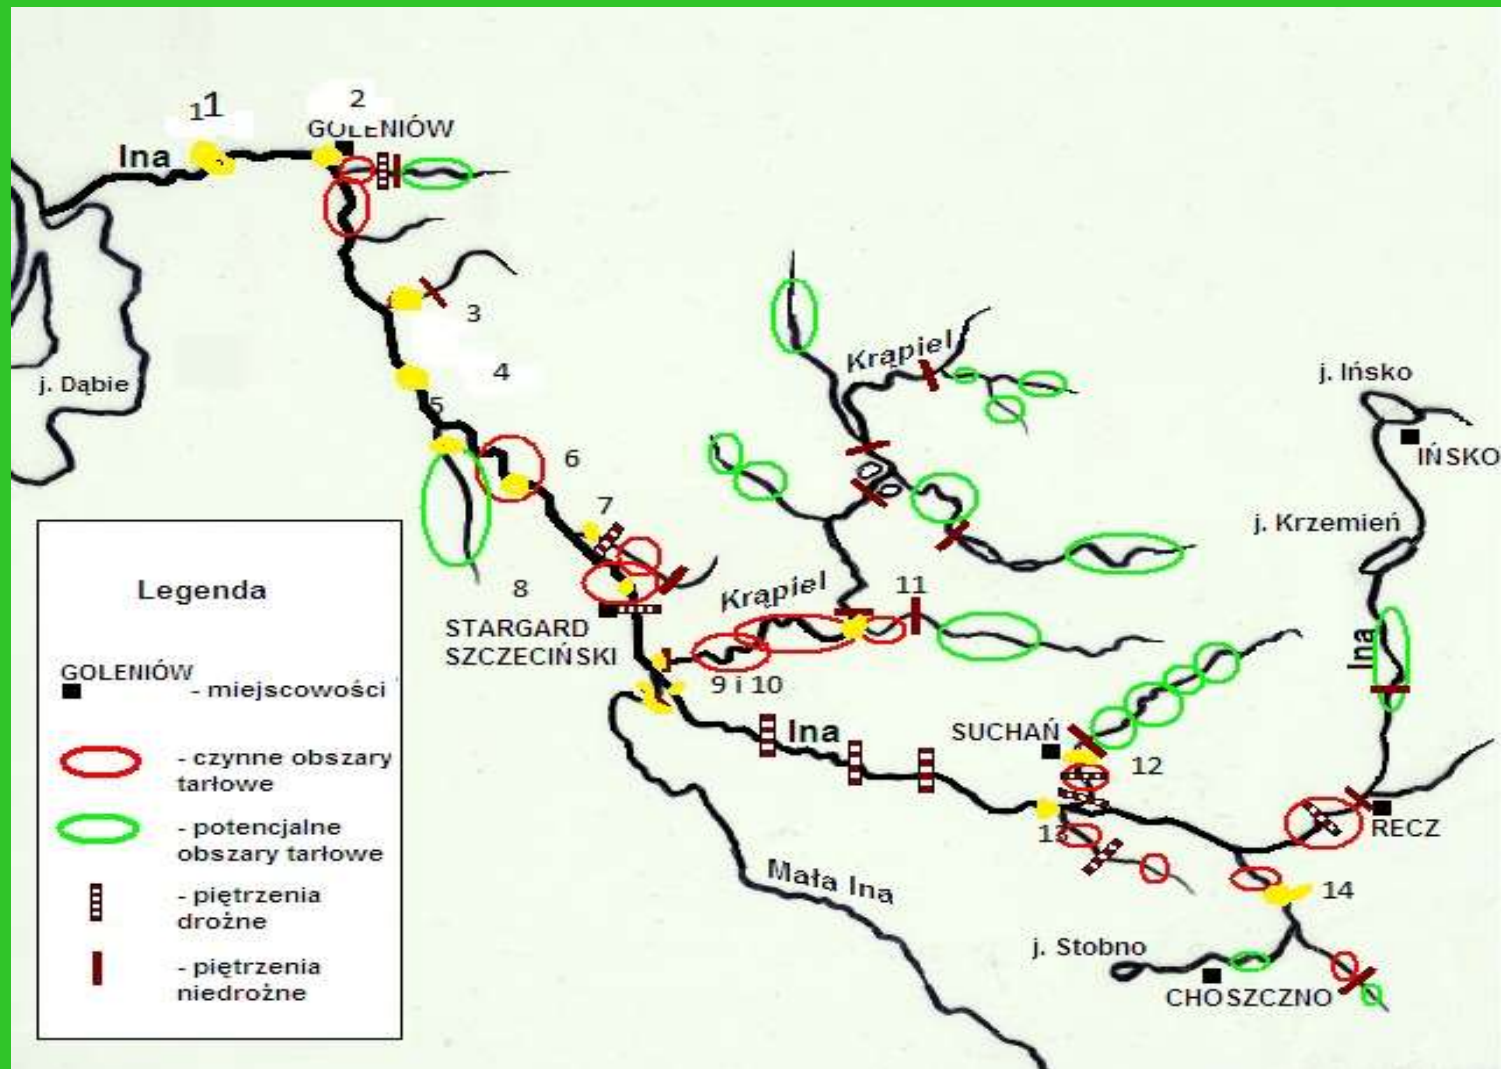 11
2
GOLENIÓW
Ina
3
j. Dąbie
4
5
6
7
8
STARGARD
SZCZECIŃSKI
Krąpiel
Krąpiel
11
9 i 10
j. Ińsko
IŃSKO
j. Krzemień
Ina
Ina
SUCHAŃ
12
13
RECZ
Mała Ina
14
j. Stobno
CHOSZCZNO
Legenda
GOLENIÓW
- miejscowości
- czynne obszary
tarłowe
- potencjalne
obszary tarłowe
- piętrzenia
drożne
- piętrzenia
niedrożne